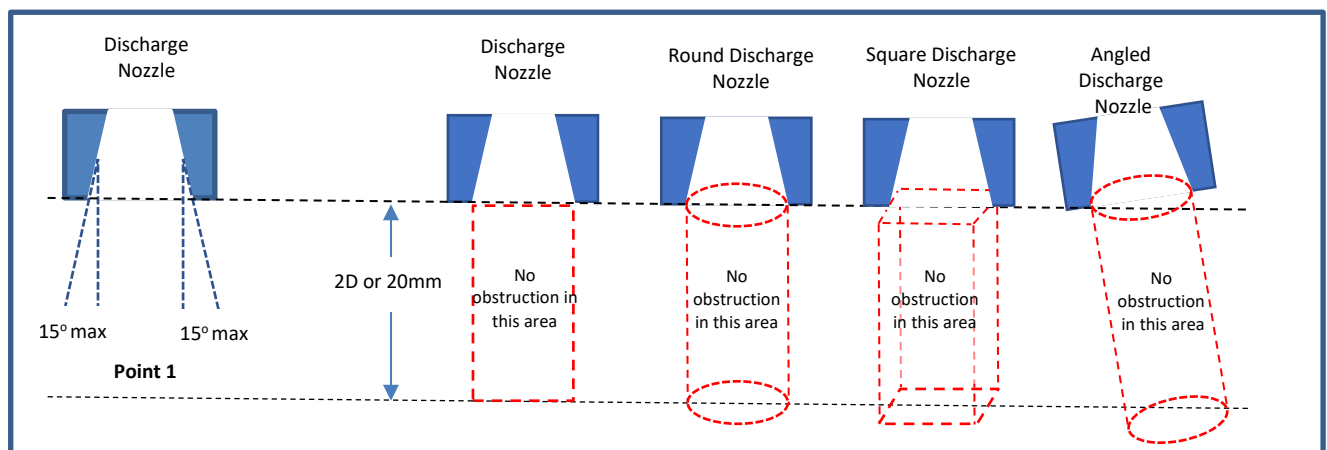 Discharge
Nozzle
Discharge
Nozzle
Round Discharge
Nozzle
Square Discharge
Nozzle
Angled
Discharge
Nozzle
2D or 20mm
No
obstruction in
this area
No
obstruction
in this area
No
obstruction
in this area
No
obstruction
in this area
15° max
15° max
Point 1